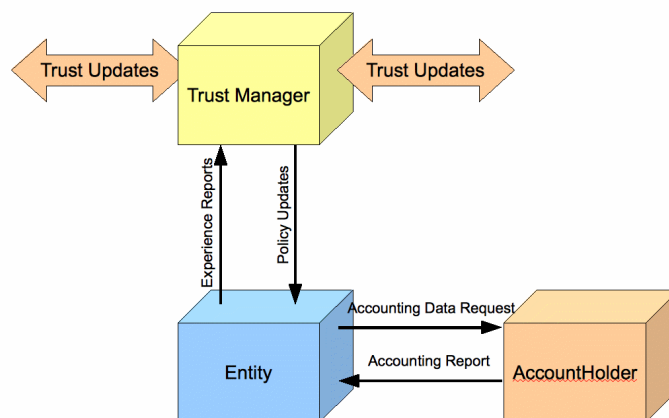 Trust Updates
Trust Updates
Trust Manager
Experience Reports
Policy Updates
Accounting Data Request
Accounting Report
Entity
AccountHolder